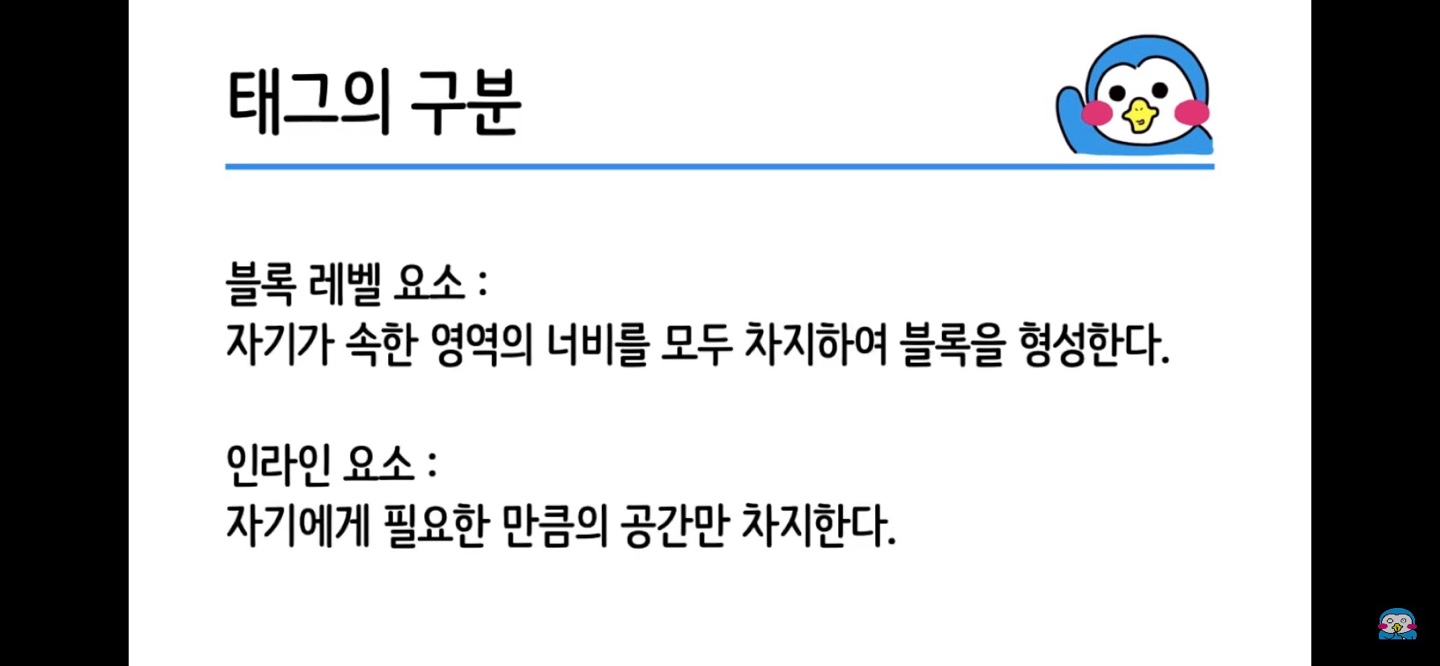 태그의 구분
블록 레벨 요소 :
자기가 속한 영역의 너비를 모두 차지하여 블록을 형성한다.
인라인 요소 :
자기에게 필요한 만큼의 공간만 차지한다.